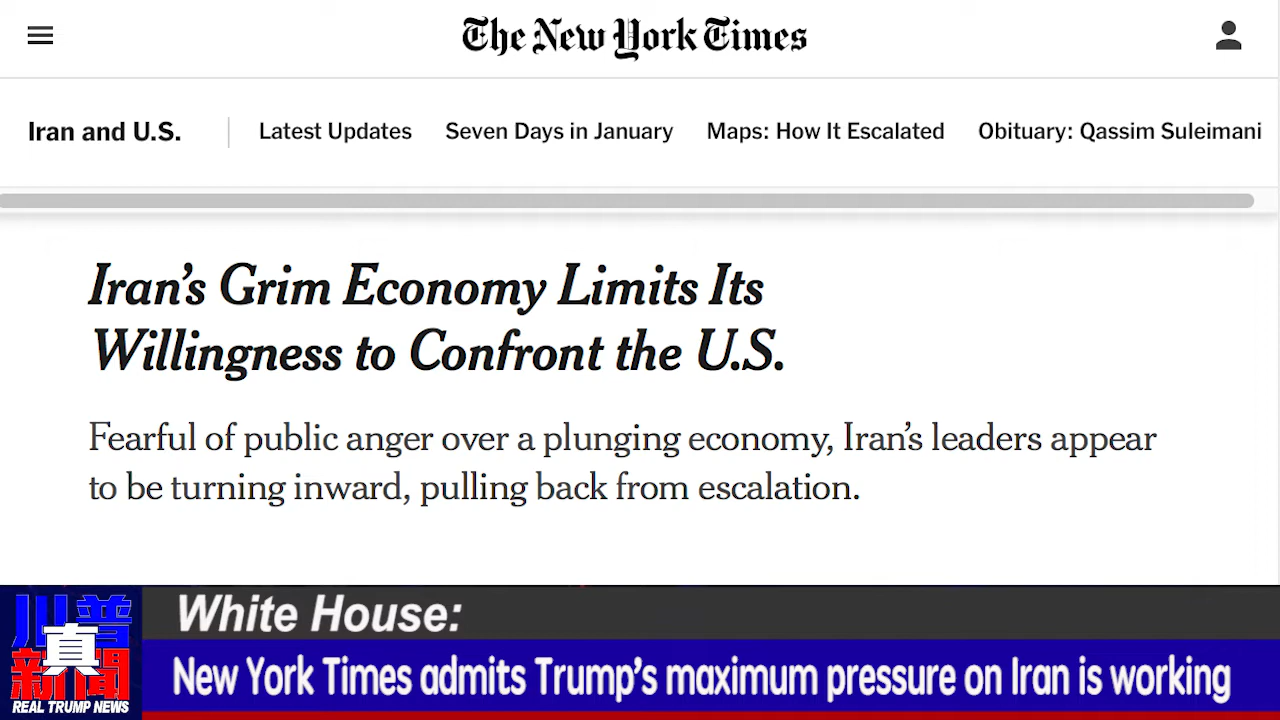 The New York Times
Iran and U.S.
Latest Updates
Seven Days in January
Maps: How It Escalated
Obituary: Qassim Suleimani
Iran's Grim Economy Limits Its
Willingness to Confront the U.S.
Fearful of public anger over a plunging economy, Iran's leaders appear
to be turning inward, pulling back from escalation.
川普
真
新聞
REAL TRUMP NEWS
White House:
New York Times admits Trump's maximum pressure on Iran is working